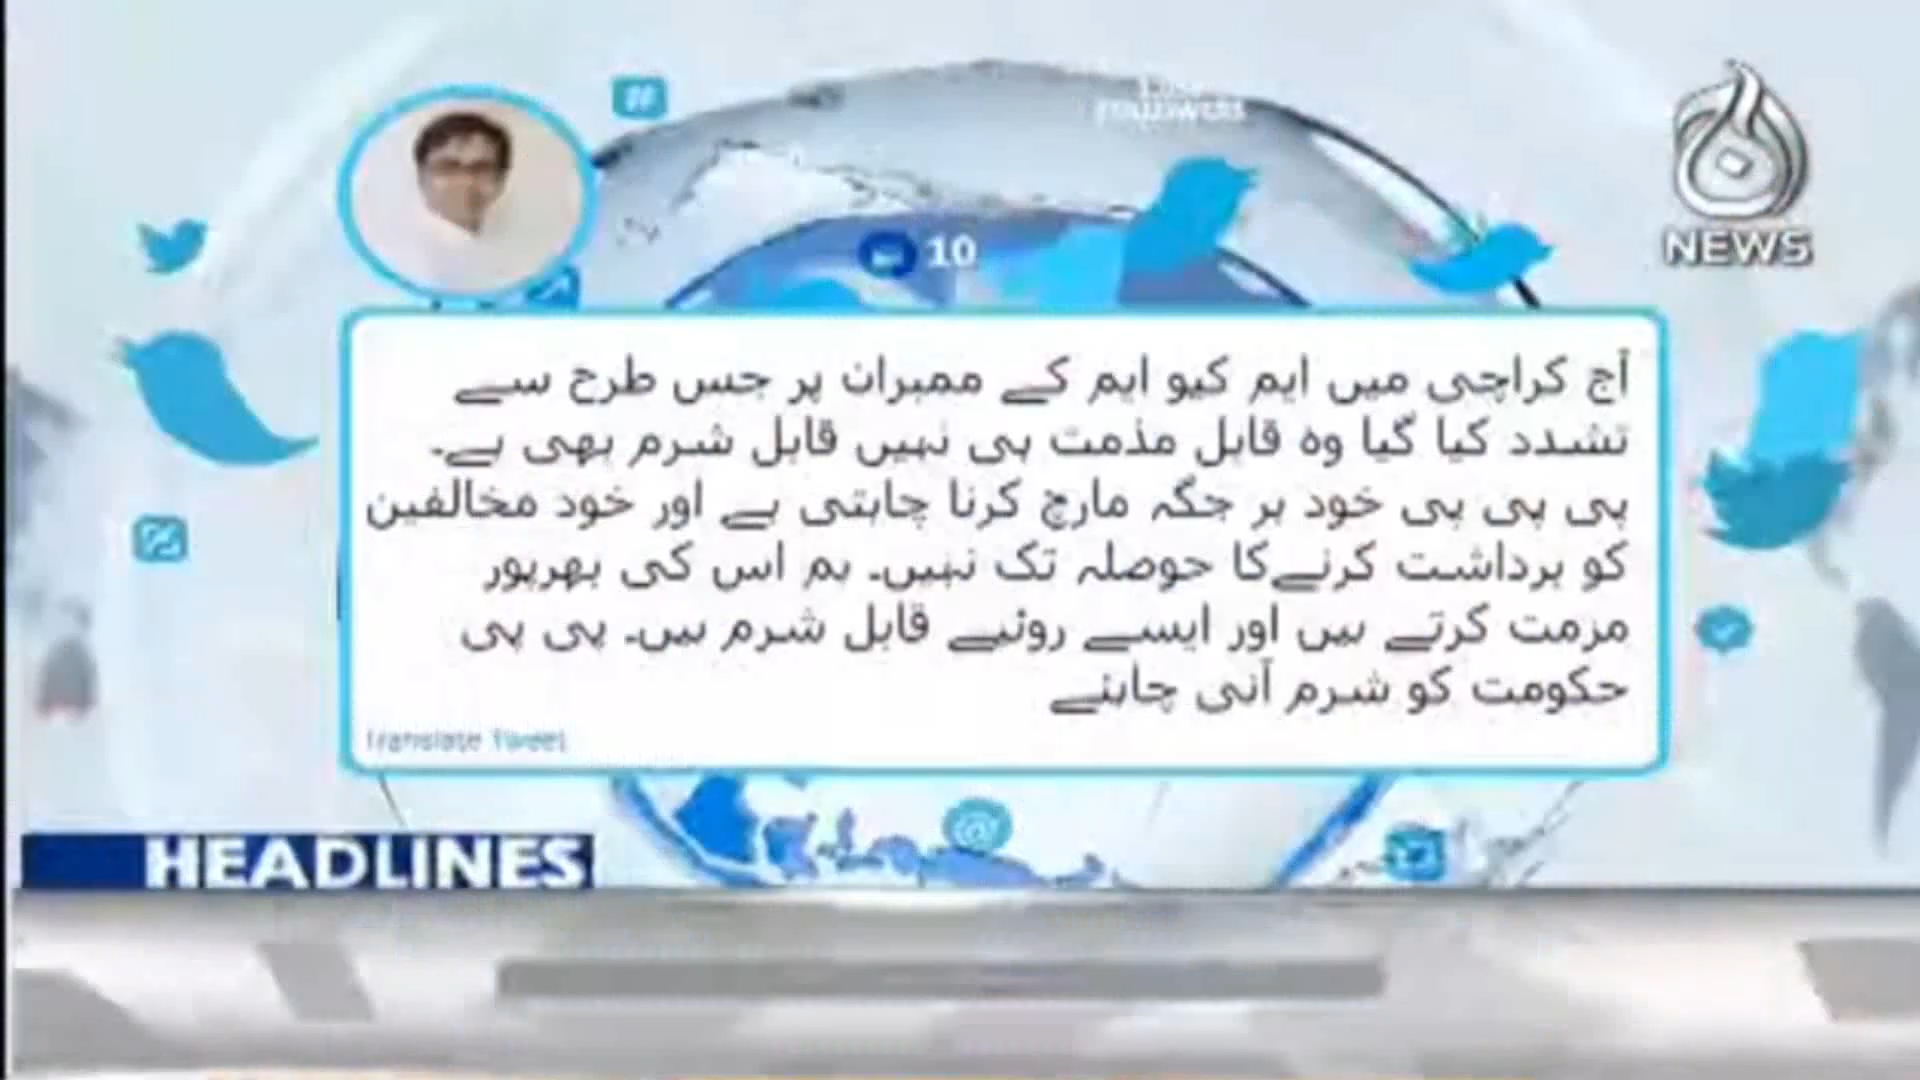 Followers
10
NEWS
آج کراچی میں ایم کیو ایم کے ممبران پر جس طرح سے
تشدد کیا گیا وہ قابل مذمت ہی نہیں قابل شرم بھی ہے۔
پی پی پی خود ہر جگہ مارچ کرنا چاہتی ہے اور خود مخالفین
کو برداشت کرنےکا حوصلہ تک نہیں۔ ہم اس کی بھرپور
مزمت کرتے ہیں اور ایسے روئیے قابل شرم ہیں۔ پی پی
حکومت کو شرم آنی چاہئے
Translate Tweet
HEADLINES